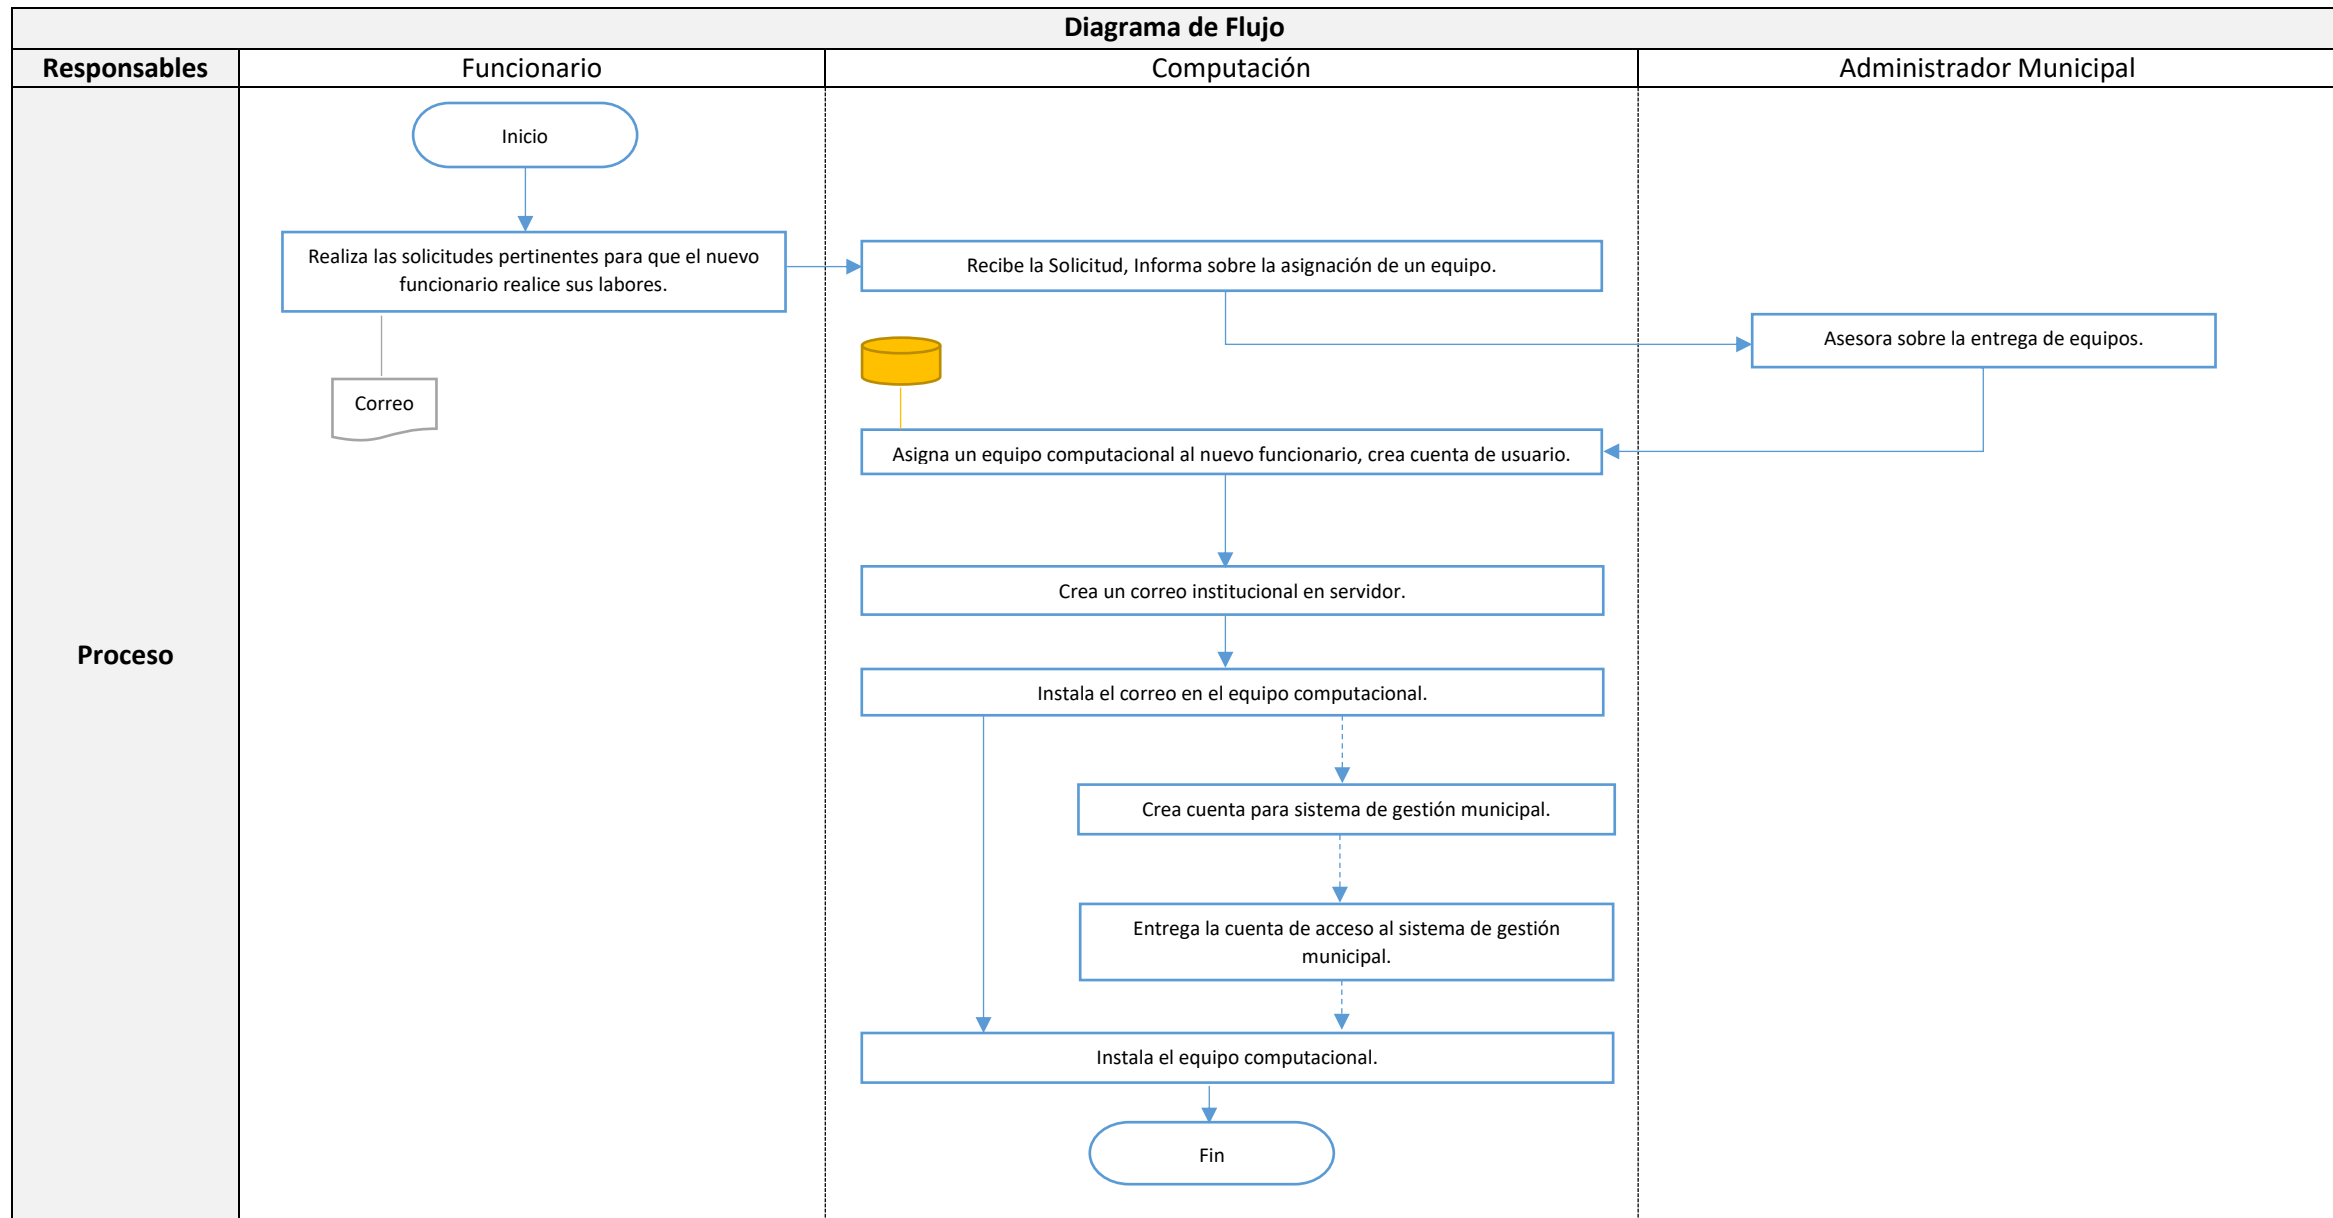 Diagrama de Flujo
Responsables
Funcionario
Computación
Administrador Municipal
Proceso
Inicio
Realiza las solicitudes pertinentes para que el nuevo
funcionario realice sus labores.
Correo
Recibe la Solicitud, Informa sobre la asignación de un equipo.
Asesora sobre la entrega de equipos.
Asigna un equipo computacional al nuevo funcionario, crea cuenta de usuario.
Crea un correo institucional en servidor.
Instala el correo en el equipo computacional.
Crea cuenta para sistema de gestión municipal.
Entrega la cuenta de acceso al sistema de gestión
municipal.
Instala el equipo computacional.
Fin